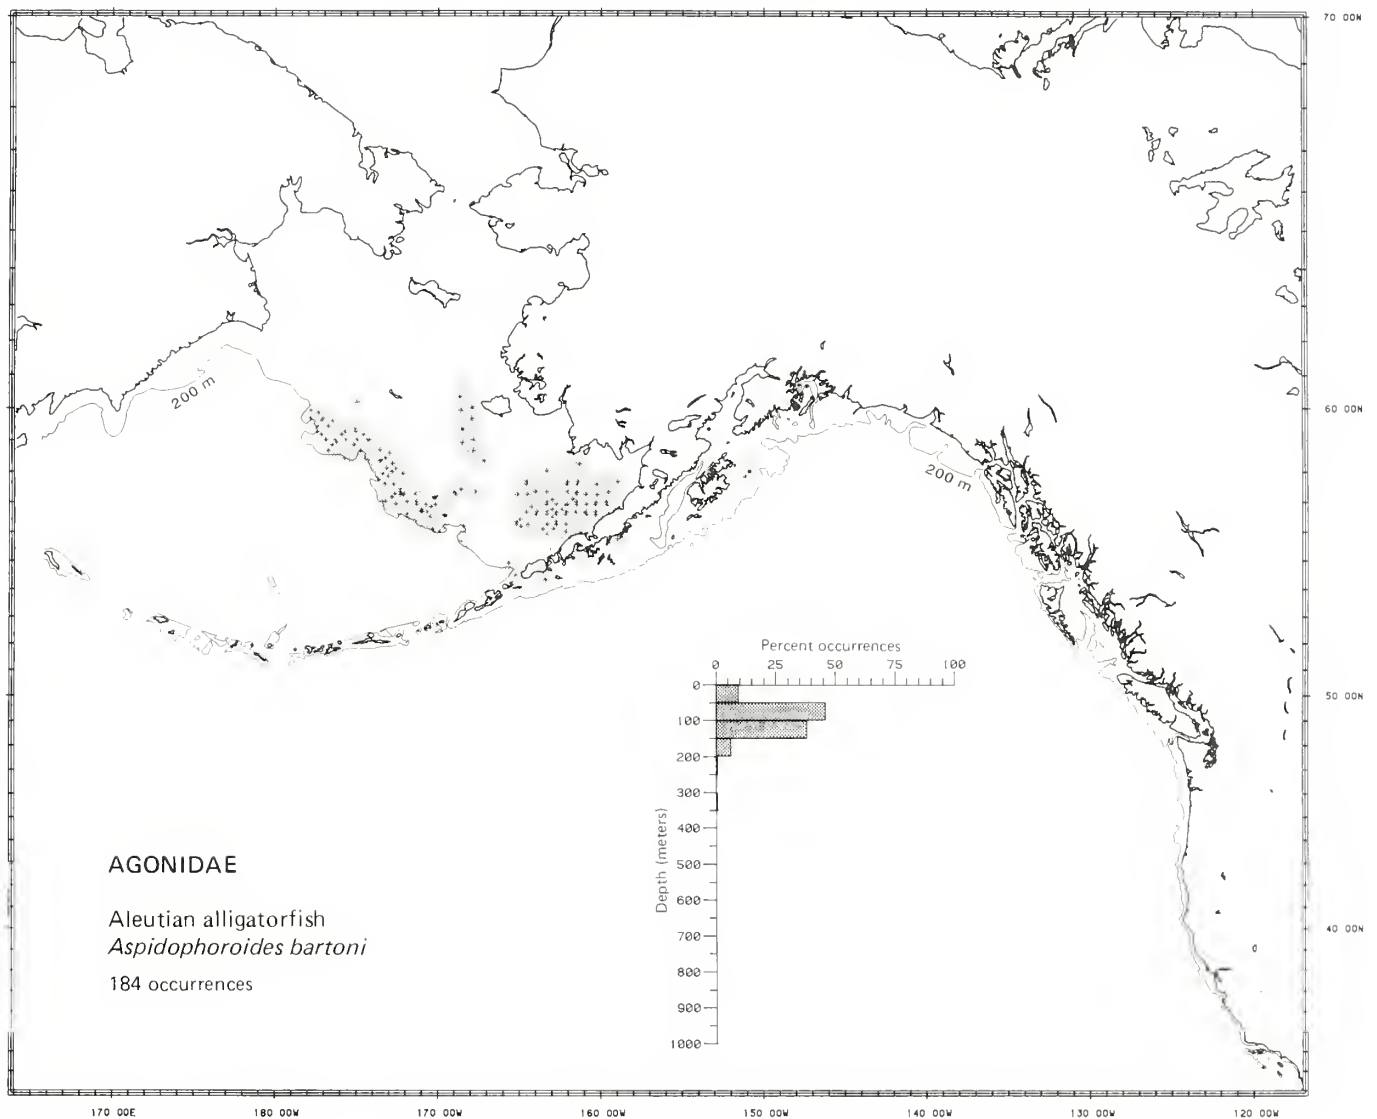 70 00N
200 m
60 00N
200 m
Percent occurrences
0 25 50 75 100
0
50 00N
100
200
300
400
Depth (meters)
500
600
700
800
900
1000
40 00N
AGONIDAE
Aleutian alligatorfish
Aspidophoroides bartoni
184 occurrences
170 00E 180 00W 170 00W 160 00W 150 00W 140 00W 130 00W 120 00W